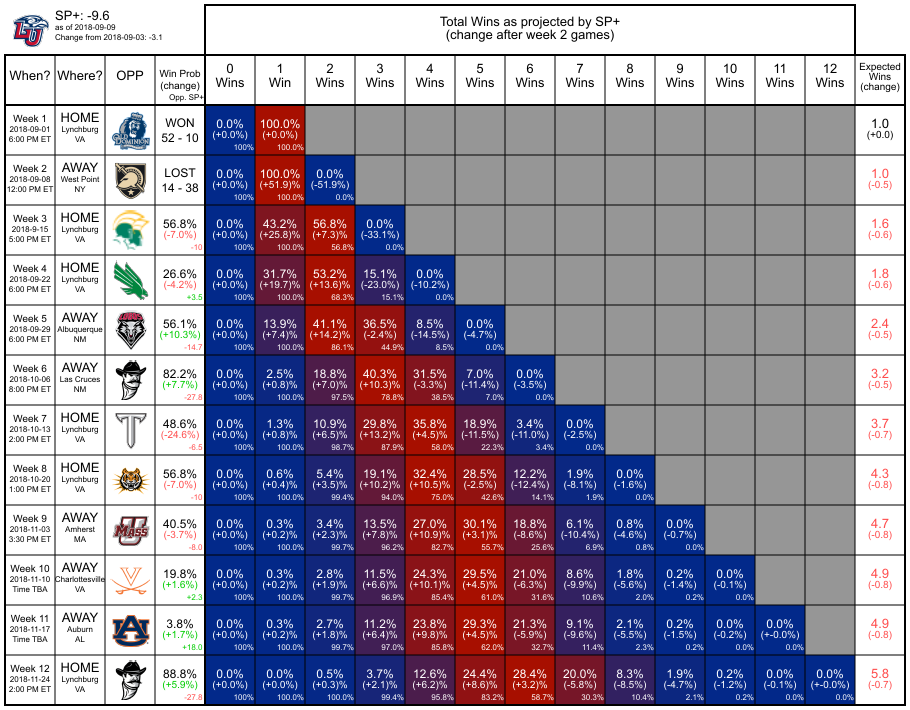 SP+: -9.6
as of 2018-09-09
Change from 2018-09-03: -3.1
Total Wins as projected by SP+
(change after week 2 games)
When? Where? OPP Win Prob (change) Opp. SP+
0 Wins 1 Win 2 Wins 3 Wins 4 Wins 5 Wins 6 Wins 7 Wins 8 Wins 9 Wins 10 Wins 11 Wins 12 Wins
Expected Wins (change)
Week 1 HOME WON 0.0% 100.0% 1.0
2018-09-01 Lynchburg 52 - 10 (+0.0%) (+0.0%) (+0.0)
6:00 PM ET VA 100% 100.0%
Week 2 AWAY LOST 0.0% 100.0% 0.0% 1.0
2018-09-08 West Point 14 - 38 (+0.0%) (+51.9)% (-51.9%) (-0.5)
12:00 PM ET NY 100% 100.0% 0.0%
Week 3 HOME 56.8% 0.0% 43.2% 56.8% 0.0% 1.6
2018-9-15 Lynchburg (-7.0%) (+0.0%) (+25.8)% (+7.3)% (-33.1%) (-0.6)
5:00 PM ET VA -10 100% 100.0% 56.8% 0.0%
Week 4 HOME 26.6% 0.0% 31.7% 53.2% 15.1% 0.0% 1.8
2018-09-22 Lynchburg (-4.2%) (+0.0%) (+19.7)% (+13.6)% (-23.0%) (-10.2%) (-0.6)
6:00 PM ET VA +3.5 100% 100.0% 68.3% 15.1% 0.0%
Week 5 AWAY 56.1% 0.0% 13.9% 41.1% 36.5% 8.5% 0.0% 2.4
2018-09-29 Albuquerque (+10.3%) (+0.0%) (+7.4)% (+14.2)% (-2.4%) (-14.5%) (-4.7%) (-0.5)
6:00 PM ET NM -14.7 100% 100.0% 86.1% 44.9% 8.5% 0.0%
Week 6 AWAY 82.2% 0.0% 2.5% 18.8% 40.3% 31.5% 7.0% 0.0% 3.2
2018-10-06 Las Cruces (+7.7%) (+0.0%) (+0.8)% (+7.0)% (+10.3)% (-3.3%) (-11.4%) (-3.5%) (-0.5)
8:00 PM ET NM -27.8 100% 100.0% 97.5% 78.8% 38.5% 7.0% 0.0%
Week 7 HOME 48.6% 0.0% 1.3% 10.9% 29.8% 35.8% 18.9% 3.4% 0.0% 3.7
2018-10-13 Lynchburg (-24.6%) (+0.0%) (+0.8)% (+6.5)% (+13.2)% (+4.5)% (-11.5%) (-11.0%) (-2.5%) (-0.7)
2:00 PM ET VA -6.5 100% 100.0% 98.7% 87.9% 58.0% 22.3% 3.4% 0.0%
Week 8 HOME 56.8% 0.0% 0.6% 5.4% 19.1% 32.4% 28.5% 12.2% 1.9% 0.0% 4.3
2018-10-20 Lynchburg (-7.0%) (+0.0%) (+0.4)% (+3.5)% (+10.2)% (+10.5)% (-2.5%) (-12.4%) (-8.1%) (-1.6%) (-0.8)
1:00 PM ET VA -10 100% 100.0% 99.4% 94.0% 75.0% 42.6% 14.1% 1.9% 0.0%
Week 9 AWAY 40.5% 0.0% 0.3% 3.4% 13.5% 27.0% 30.1% 18.8% 6.1% 0.8% 0.0% 4.7
2018-11-03 Amherst (-3.7%) (+0.0%) (+0.2)% (+2.3)% (+7.8)% (+10.9)% (+3.1)% (-8.6%) (-10.4%) (-4.6%) (-0.7%) (-0.8)
3:30 PM ET MA -8.0 100% 100.0% 99.7% 96.2% 82.7% 55.7% 25.6% 6.9% 0.8% 0.0%
Week 10 AWAY 19.8% 0.0% 0.3% 2.8% 11.5% 24.3% 29.5% 21.0% 8.6% 1.8% 0.2% 0.0% 4.9
2018-11-10 Charlottesville (+1.6%) (+0.0%) (+0.2)% (+1.9)% (+6.6)% (+10.1)% (+4.5)% (-6.3%) (-9.9%) (-5.6%) (-1.4%) (-0.1%) (-0.8)
Time TBA VA +2.3 100% 100.0% 99.7% 96.9% 85.4% 61.0% 31.6% 10.6% 2.0% 0.2% 0.0%
Week 11 AWAY 3.8% 0.0% 0.3% 2.7% 11.2% 23.8% 29.3% 21.3% 9.1% 2.1% 0.2% 0.0% 0.0% 4.9
2018-11-17 Auburn (+1.7%) (+0.0%) (+0.2)% (+1.8)% (+6.4)% (+9.8)% (+4.5)% (-5.9%) (-9.6%) (-5.5%) (-1.5%) (-0.2%) (+-0.0%) (-0.8)
Time TBA AL +18.0 100% 100.0% 99.7% 97.0% 85.8% 62.0% 32.7% 11.4% 2.3% 0.2% 0.0% 0.0%
Week 12 HOME 88.8% 0.0% 0.0% 0.5% 3.7% 12.6% 24.6% 28.4% 20.0% 8.3% 1.9% 0.2% 0.0% 0.0% 5.8
2018-11-24 Lynchburg (+5.9%) (+0.0%) (+0.0)% (+0.3)% (+2.1)% (+6.2)% (+8.6)% (+3.2)% (-5.8%) (-8.5%) (-4.7%) (-1.2%) (-0.1%) (+-0.0%) (-0.7)
2:00 PM ET VA -27.8 100% 100.0% 100.0% 99.4% 95.8% 83.2% 58.7% 30.3% 10.4% 2.1% 0.2% 0.0% 0.0%